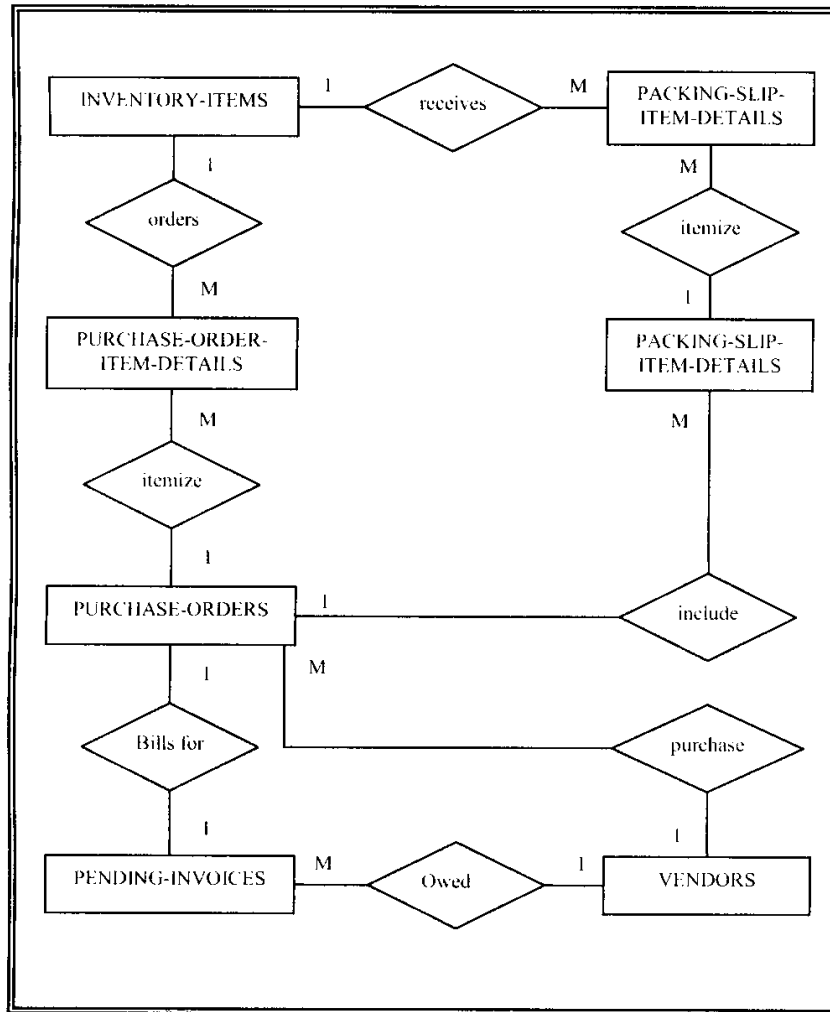 INVENTORY-ITEMS
1
receives
M
PACKING-SLIP-
ITEM-DETAILS
1
M
orders
itemize
M
1
PURCHASE-ORDER-
ITEM-DETAILS
PACKING-SLIP-
ITEM-DETAILS
M
M
itemize
1
PURCHASE-ORDERS
1
include
1
M
Bills for
purchase
1
1
PENDING-INVOICES
M
Owed
1
VENDORS